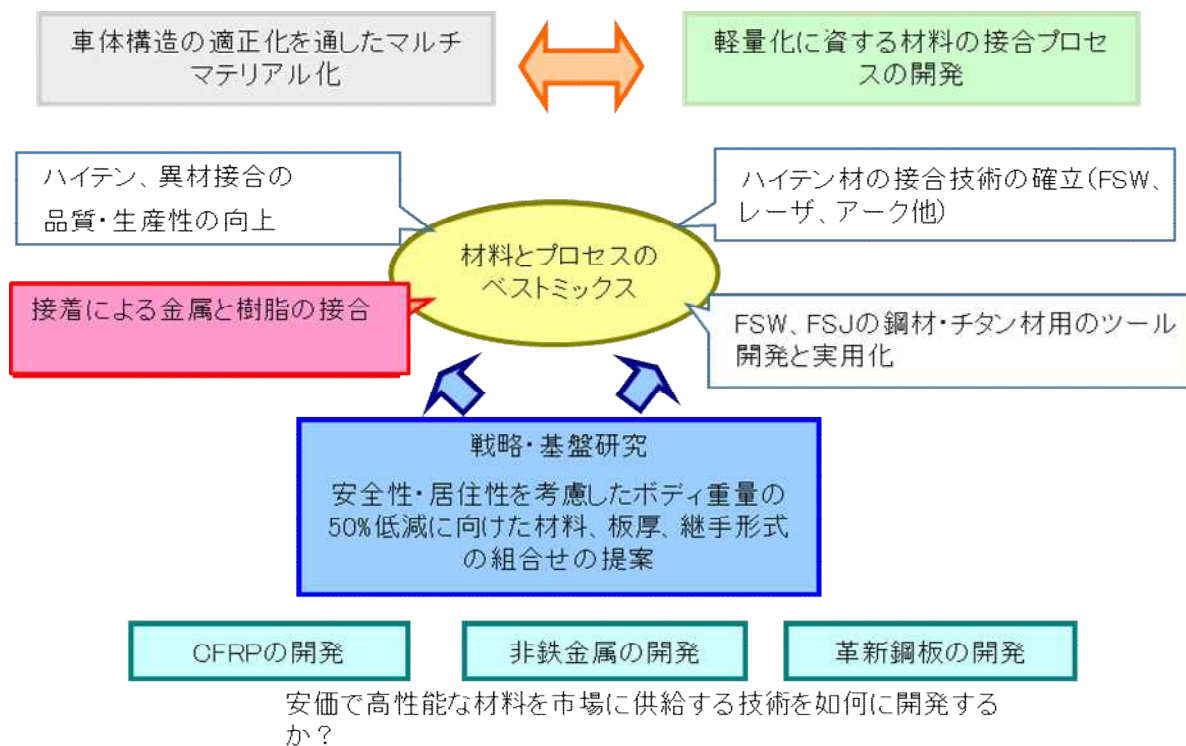 車体構造の適正化を通したマルチ
マテリアル化
軽量化に資する材料の接合プロセ
スの開発
ハイテン、異材接合の
品質・生産性の向上
ハイテン材の接合技術の確立(FSW、
レーザ、アーク他)
材料とプロセスの
ベストミックス
接着による金属と樹脂の接合
FSW、FSJの鋼材・チタン材用のツール
開発と実用化
戦略・基盤研究
安全性・居住性を考慮したボディ重量の
50%低減に向けた材料、板厚、継手形式
の組合せの提案
CFRPの開発
非鉄金属の開発
革新鋼板の開発
安価で高性能な材料を市場に供給する技術を如何に開発する
か?